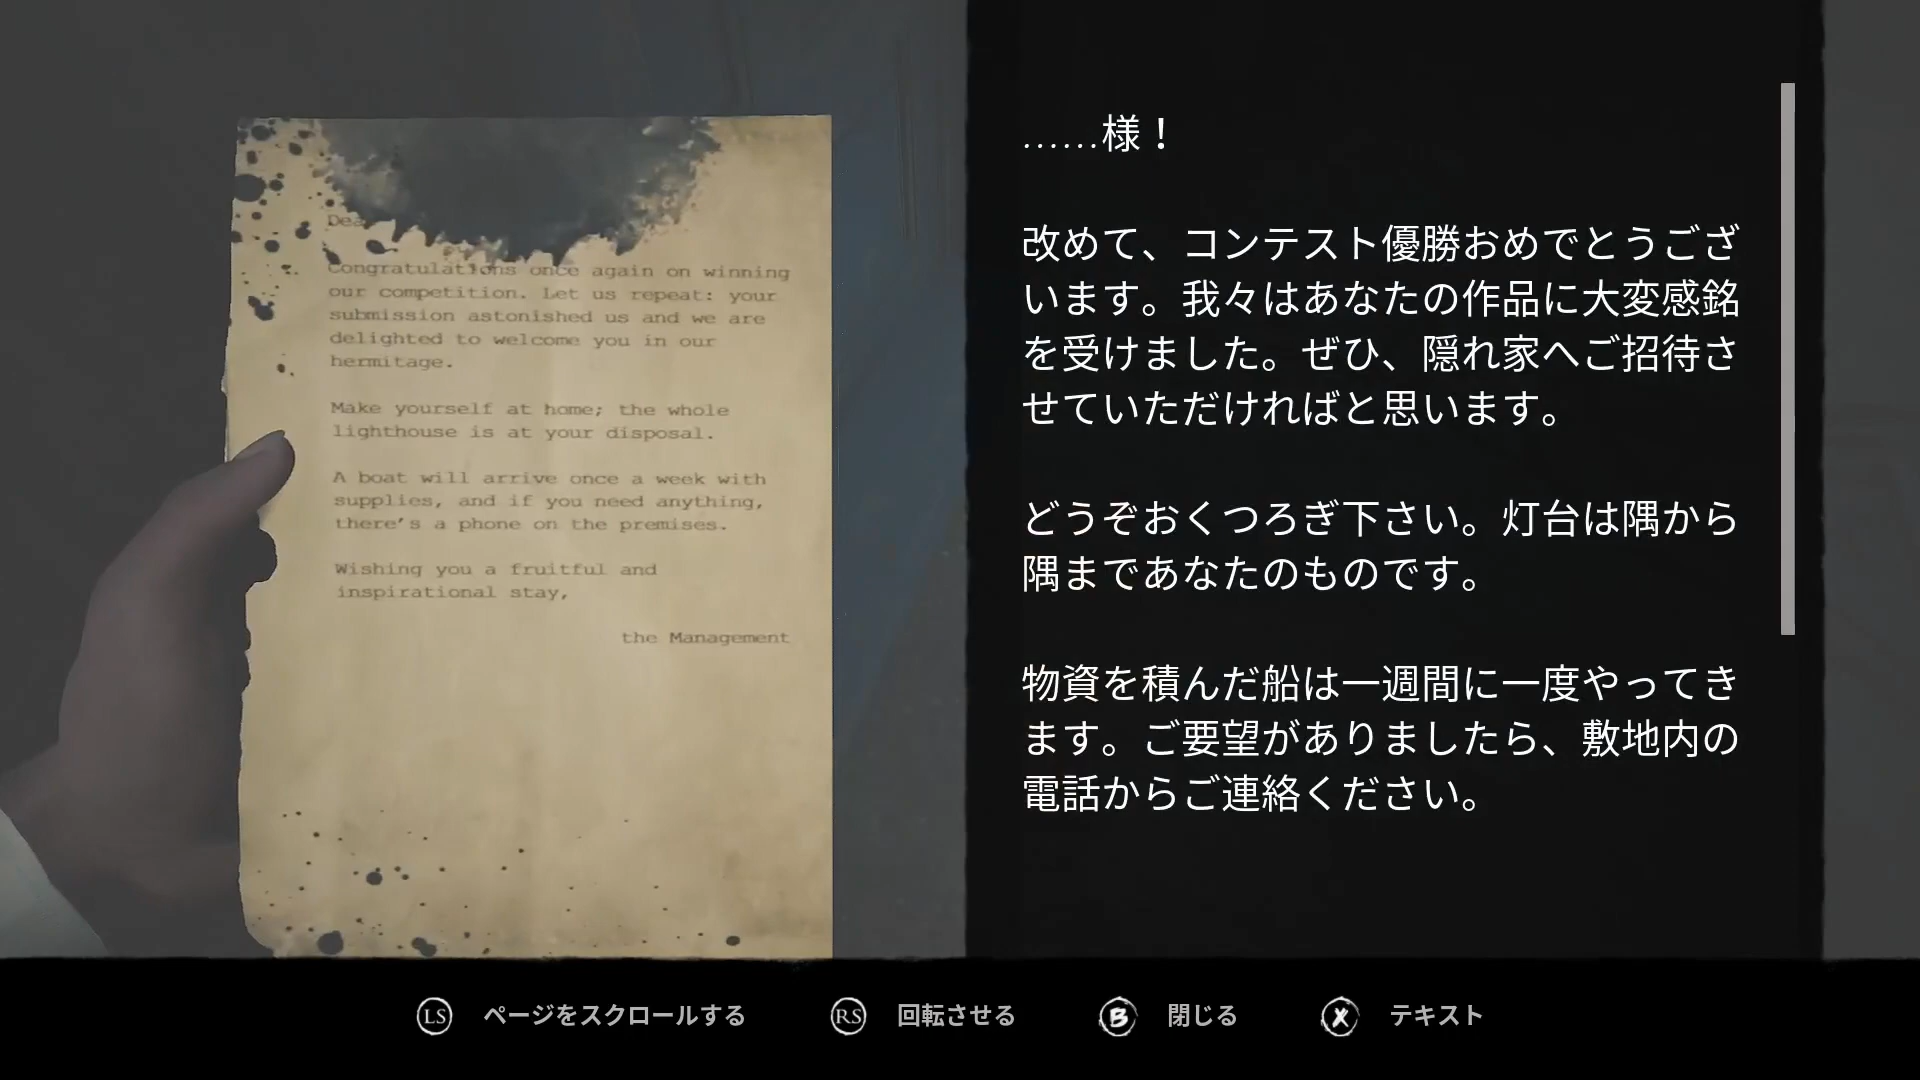 Dea
Congratulations once again on winning
our competition. Let us repeat: your
submission astonished us and we are
delighted to welcome you in our
hermitage.
Make yourself at home; the whole
lighthouse is at your disposal.
A boat will arrive once a week with
supplies, and if you need anything,
there's a phone on the premises.
Wishing you a fruitful and
inspirational stay,
the Management
……様！
改めて、コンテスト優勝おめでとうござ
います。我々はあなたの作品に大変感銘
を受けました。ぜひ、隠れ家へご招待さ
せていただければと思います。
どうぞおくつろぎ下さい。灯台は隅から
隅まであなたのものです。
物資を積んだ船は一週間に一度やってき
ます。ご要望がありましたら、敷地内の
電話からご連絡ください。
LS ページをスクロールする RS 回転させる B 閉じる X テキスト